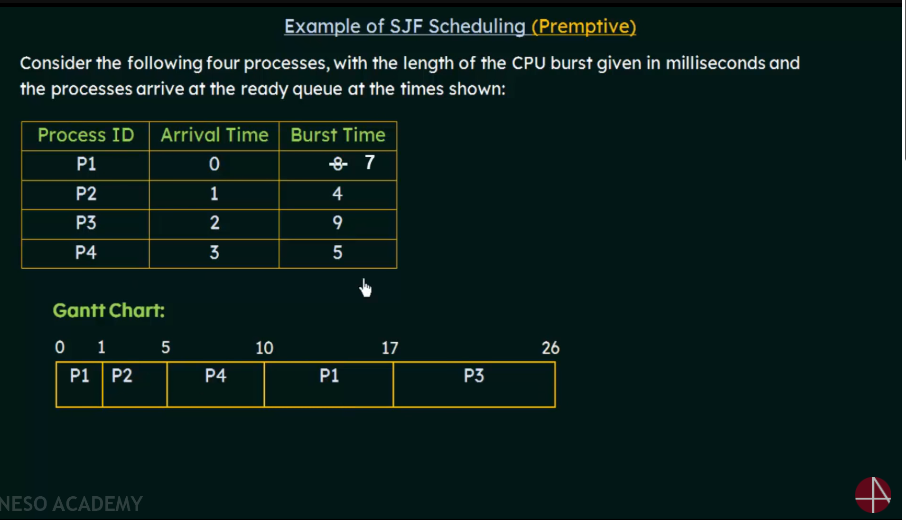 Example of SJF Scheduling (Premptive)
Consider the following four processes, with the length of the CPU burst given in milliseconds and
the processes arrive at the ready queue at the times shown:
Process ID Arrival Time Burst Time
P1 0 8 7
P2 1 4
P3 2 9
P4 3 5
Gantt Chart:
0 1 5 10 17 26
P1 P2 P4 P1 P3
NESO ACADEMY